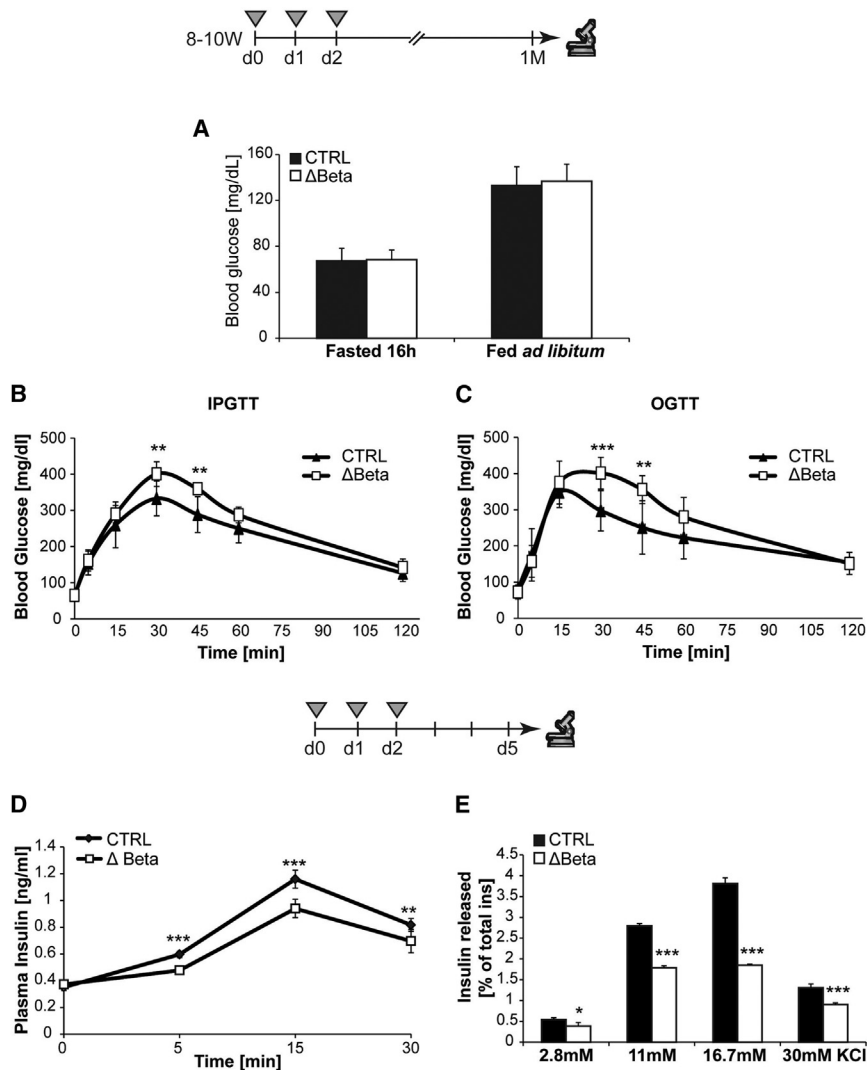 8-10W
d0 d1 d2 1M
A
Blood glucose [mg/dL]
160
120
80
40
0
CTRL
ΔBeta
Fasted 16h Fed ad libitum
B
IPGTT
Blood Glucose [mg/dl]
500
400
300
200
100
0
CTRL
ΔBeta
** **
0 15 30 45 60 75 90 105 120
Time [min]
C
OGTT
Blood Glucose [mg/dl]
500
400
300
200
100
0
CTRL
ΔBeta
*** **
0 15 30 45 60 75 90 105 120
Time [min]
d0 d1 d2 d5
D
Plasma Insulin [ng/ml]
CTRL
Δ Beta
1.4
1.2
1
0.8
0.6
0.4
0.2
0
*** *** **
0 5 15 30
Time [min]
E
Insulin released
[% of total ins]
CTRL
ΔBeta
4.5
4
3.5
3
2.5
2
1.5
1
0.5
0
* *** *** ***
2.8mM 11mM 16.7mM 30mM KCl